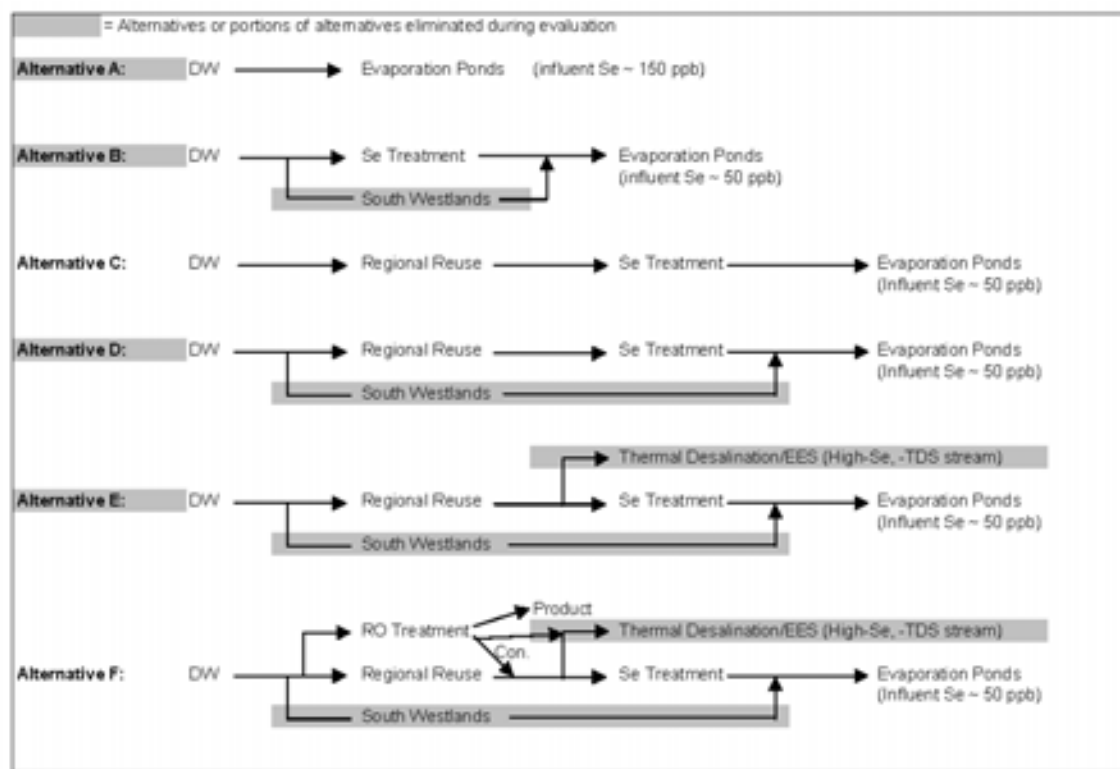 = Alternatives or portions of alternatives eliminated during evaluation
Alternative A: DW Evaporation Ponds (influent Se ~ 150 ppb)
Alternative B: DW Se Treatment Evaporation Ponds
(influent Se ~ 50 ppb)
South Westlands
Alternative C: DW Regional Reuse Se Treatment Evaporation Ponds
(Influent Se ~ 50 ppb)
Alternative D: DW Regional Reuse Se Treatment Evaporation Ponds
(Influent Se ~ 50 ppb)
South Westlands
Thermal Desalination/EES (High-Se, -TDS stream)
Alternative E: DW Regional Reuse Se Treatment Evaporation Ponds
(Influent Se ~ 50 ppb)
South Westlands
Product
RO Treatment Thermal Desalination/EES (High-Se, -TDS stream)
Con.
Alternative F: DW Regional Reuse Se Treatment Evaporation Ponds
(Influent Se ~ 50 ppb)
South Westlands